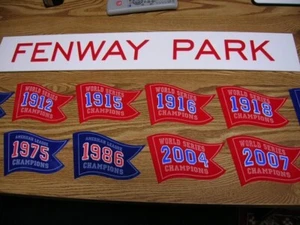 FENWAY PARK
WORLD SERIES
1912
CHAMPIONS
WORLD SERIES
1915
CHAMPIONS
WORLD SERIES
1916
CHAMPIONS
WORLD SERIES
1918
CHAMPIONS
AMERICAN LEAGUE
1975
CHAMPIONS
AMERICAN LEAGUE
1986
CHAMPIONS
WORLD SERIES
2004
CHAMPIONS
WORLD SERIES
2007
CHAMPIONS